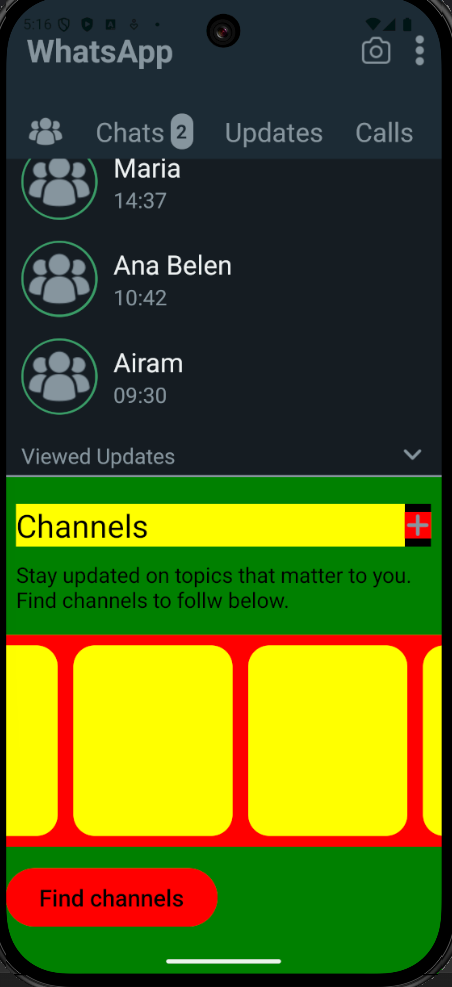 5:16
WhatsApp
Chats 2 Updates Calls
Maria
14:37
Ana Belen
10:42
Airam
09:30
Viewed Updates
Channels
Stay updated on topics that matter to you.
Find channels to follw below.
Find channels